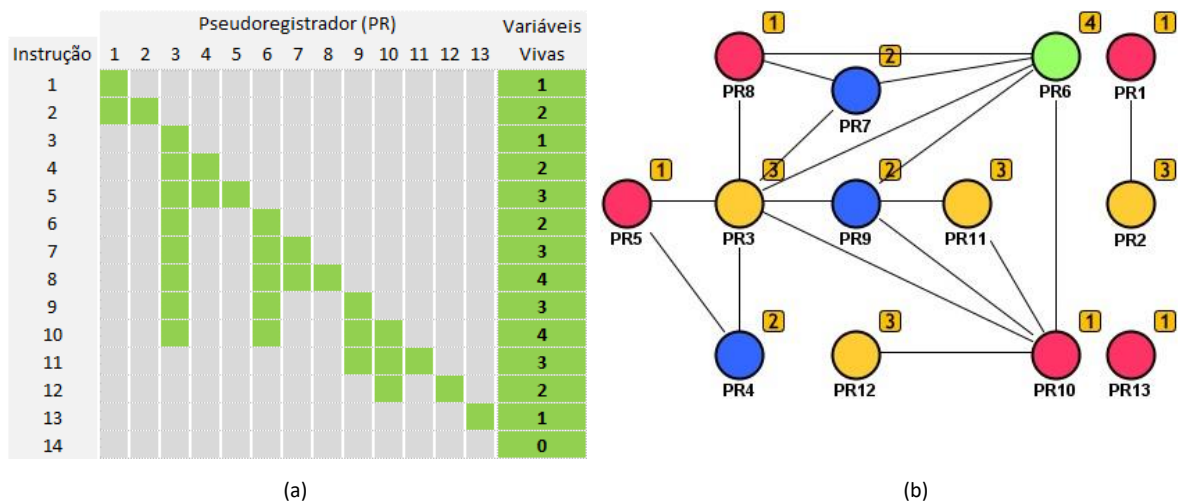 Pseudoregistrador (PR) Variáveis
Instrução 1 2 3 4 5 6 7 8 9 10 11 12 13 Vivas
1 1
2 2
3 1
4 2
5 3
6 2
7 3
8 4
9 3
10 4
11 3
12 2
13 1
14 0
(a)
1 2 4 1
PR8 PR7 PR6 PR1
1 3 2 3 3
PR5 PR3 PR9 PR11 PR2
2 3 1 1
PR4 PR12 PR10 PR13
(b)